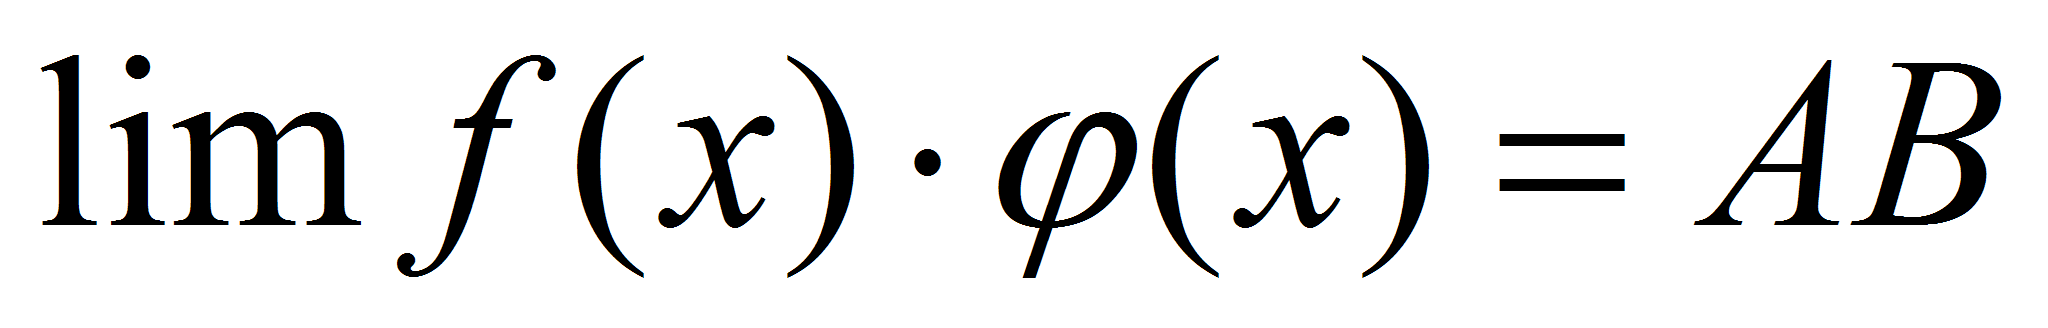 lim f(x)·φ(x) = AB